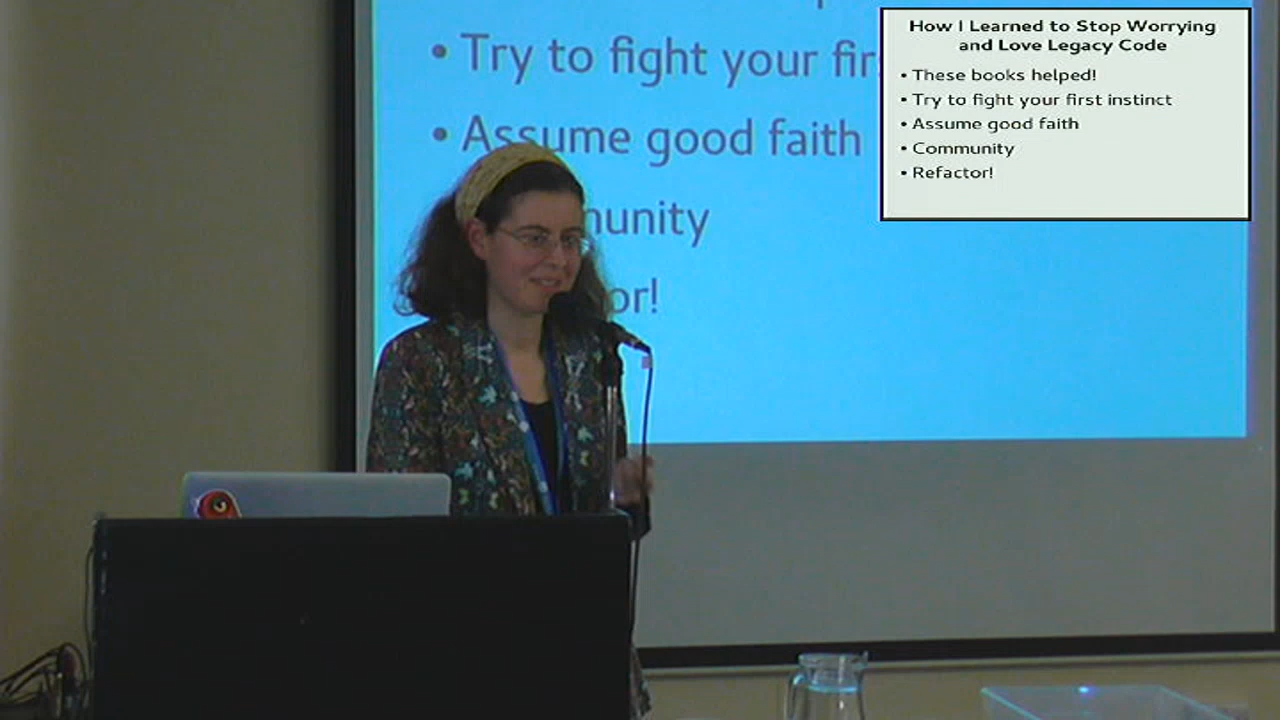 • Try to fight your fir
• Assume good faith
nunity
or!
How I Learned to Stop Worrying
and Love Legacy Code
• These books helped!
• Try to fight your first instinct
• Assume good faith
• Community
• Refactor!